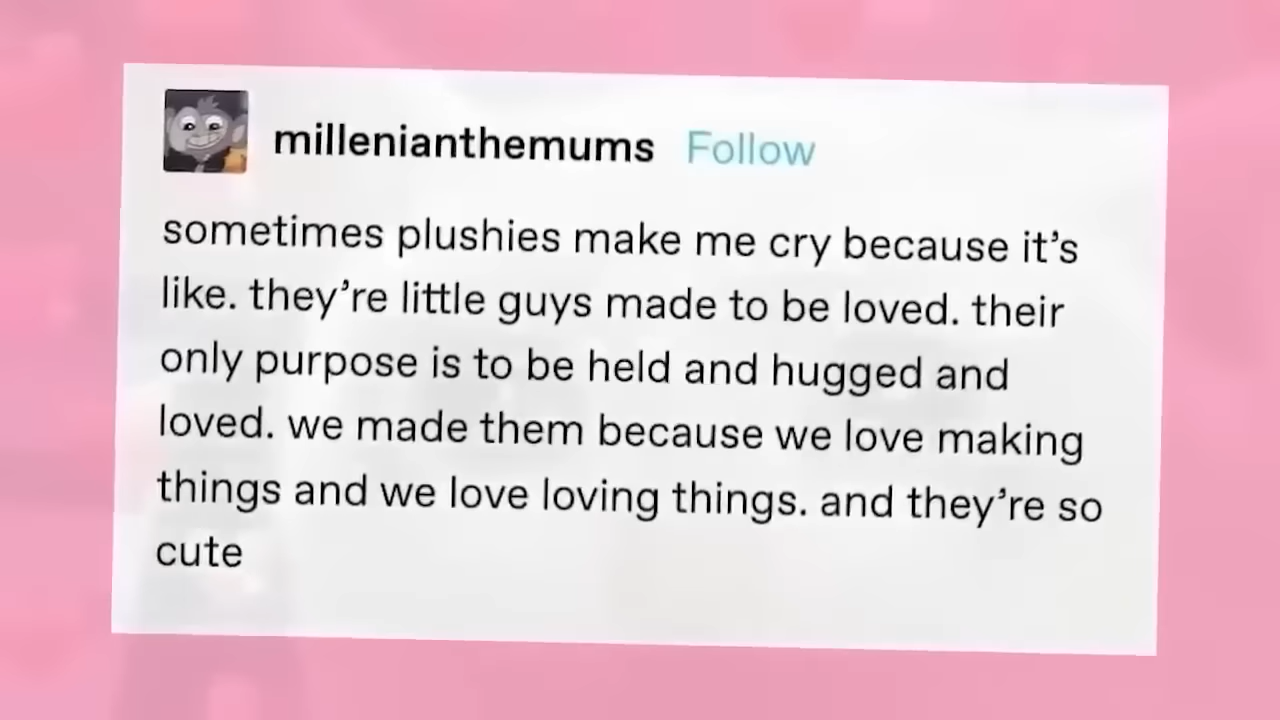 millenianthemums Follow
sometimes plushies make me cry because it’s
like. they’re little guys made to be loved. their
only purpose is to be held and hugged and
loved. we made them because we love making
things and we love loving things. and they’re so
cute